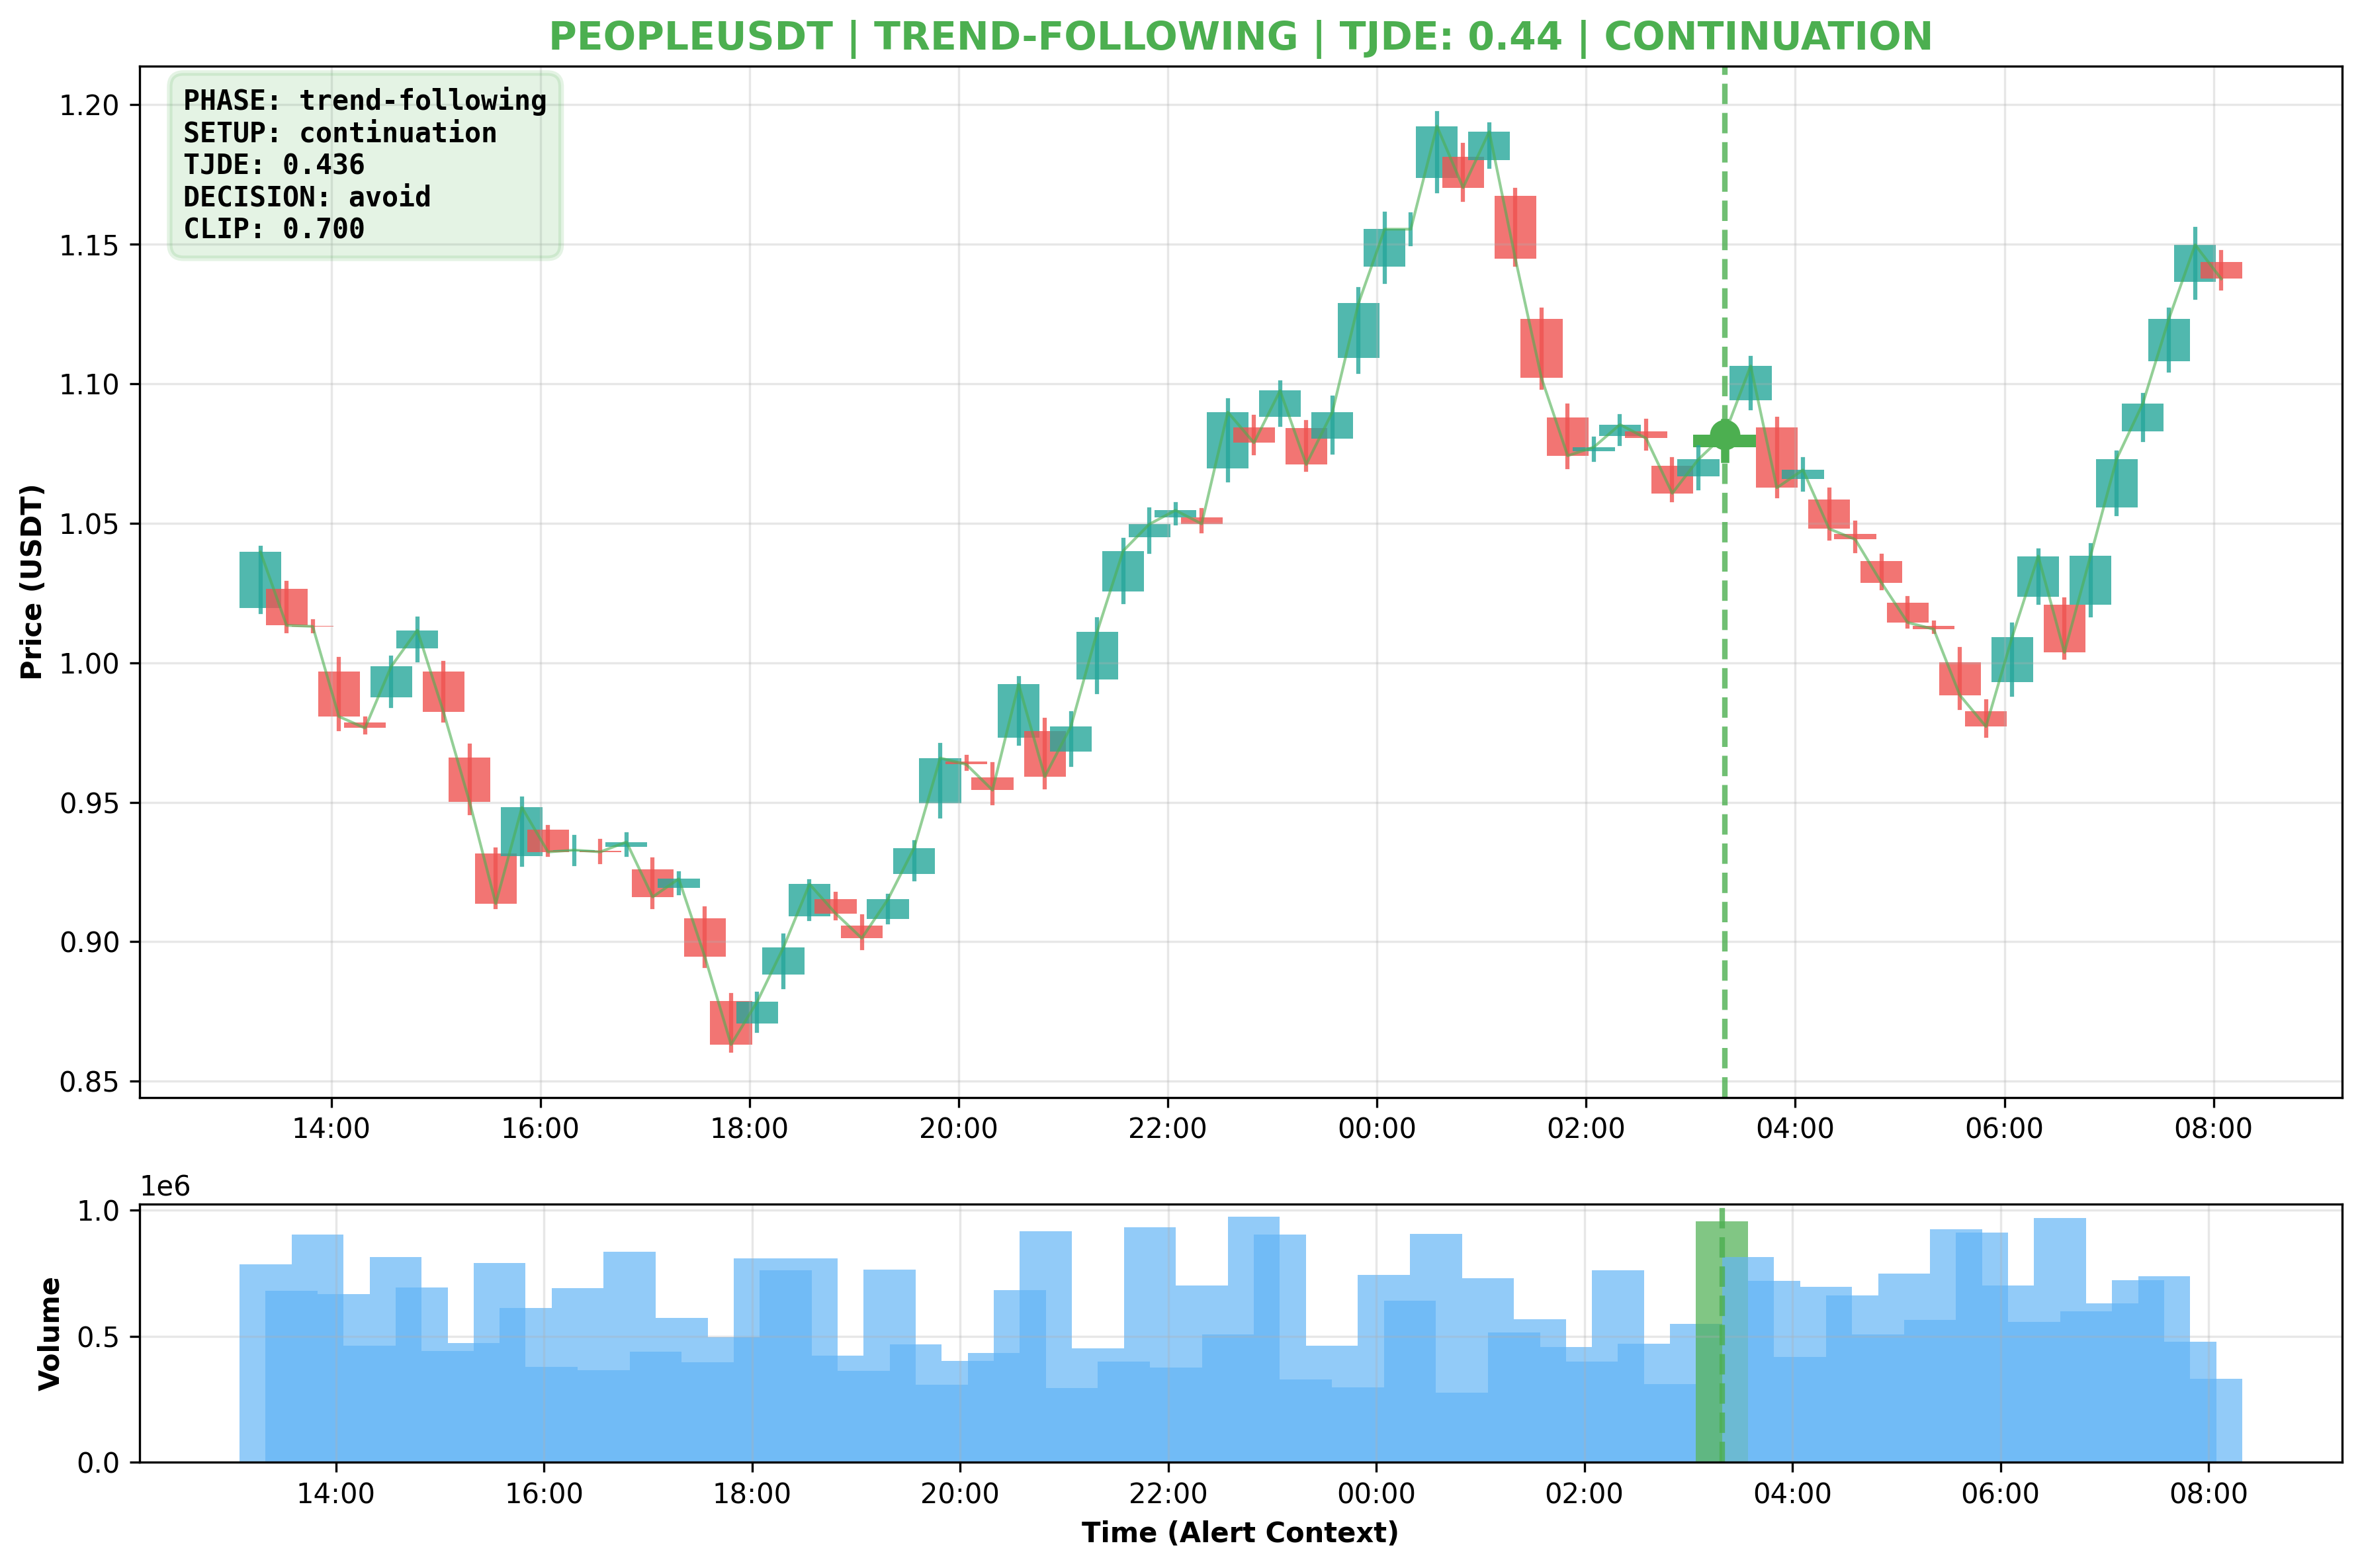 PEOPLEUSDT | TREND-FOLLOWING | TJDE: 0.44 | CONTINUATION
PHASE: trend-following
SETUP: continuation
TJDE: 0.436
DECISION: avoid
CLIP: 0.700
Price (USDT)
1.20
1.15
1.10
1.05
1.00
0.95
0.90
0.85
14:00 16:00 18:00 20:00 22:00 00:00 02:00 04:00 06:00 08:00
1e6
Volume
1.0
0.5
0.0
14:00 16:00 18:00 20:00 22:00 00:00 02:00 04:00 06:00 08:00
Time (Alert Context)